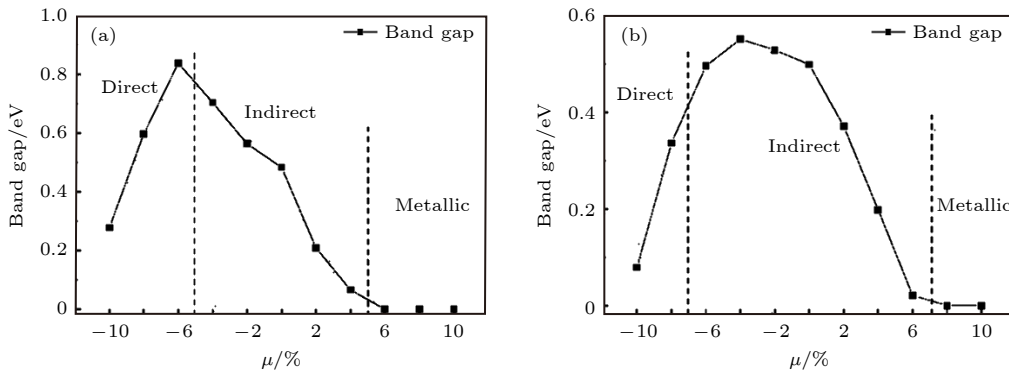 (a)
Band gap
Direct
Indirect
Metallic
1.0
0.8
0.6
0.4
0.2
0
Band gap/eV
−10
−6
−2
2
6
10
μ/%
(b)
Band gap
Direct
Indirect
Metallic
0.6
0.4
0.2
0
Band gap/eV
−10
−6
−2
2
6
10
μ/%